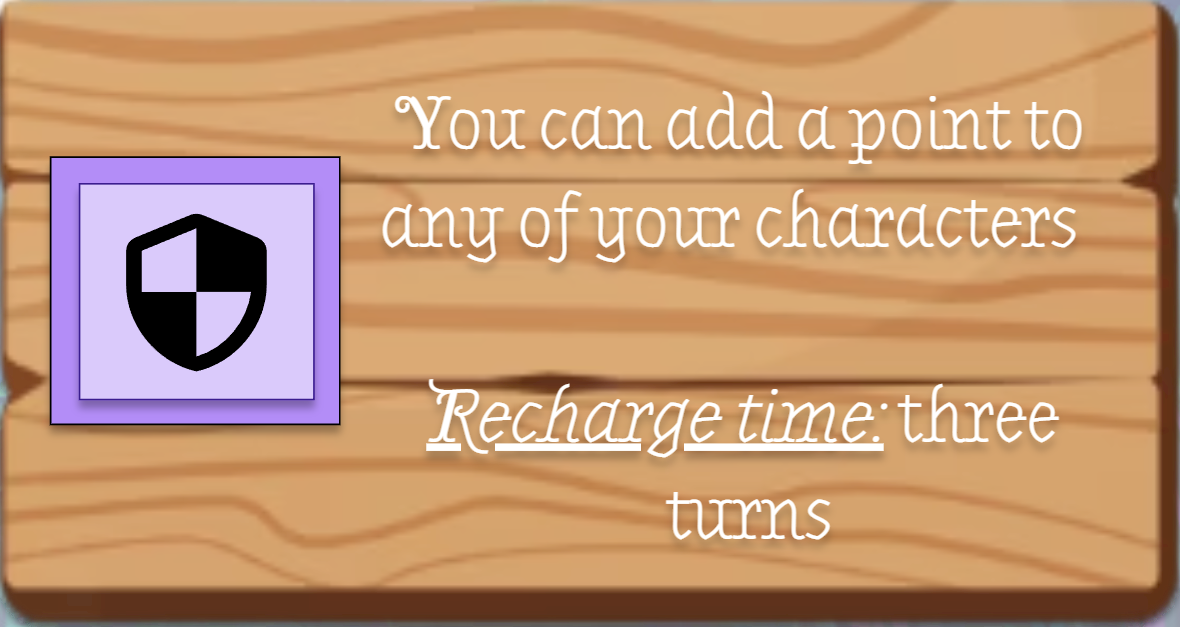 You can add a point to
any of your characters
Recharge time: three
turns